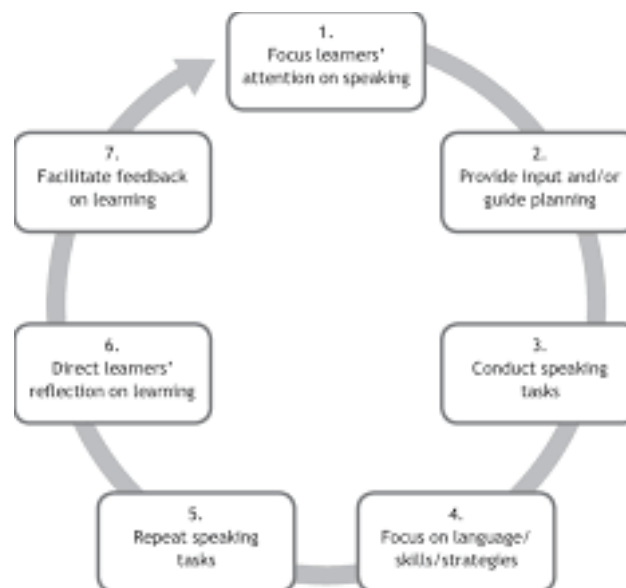 1.
Focus learners'
attention on speaking
2.
Provide input and/or
guide planning
3.
Conduct speaking
tasks
4.
Focus on language/
skills/strategies
5.
Repeat speaking
tasks
6.
Direct learners'
reflection on learning
7.
Facilitate feedback
on learning